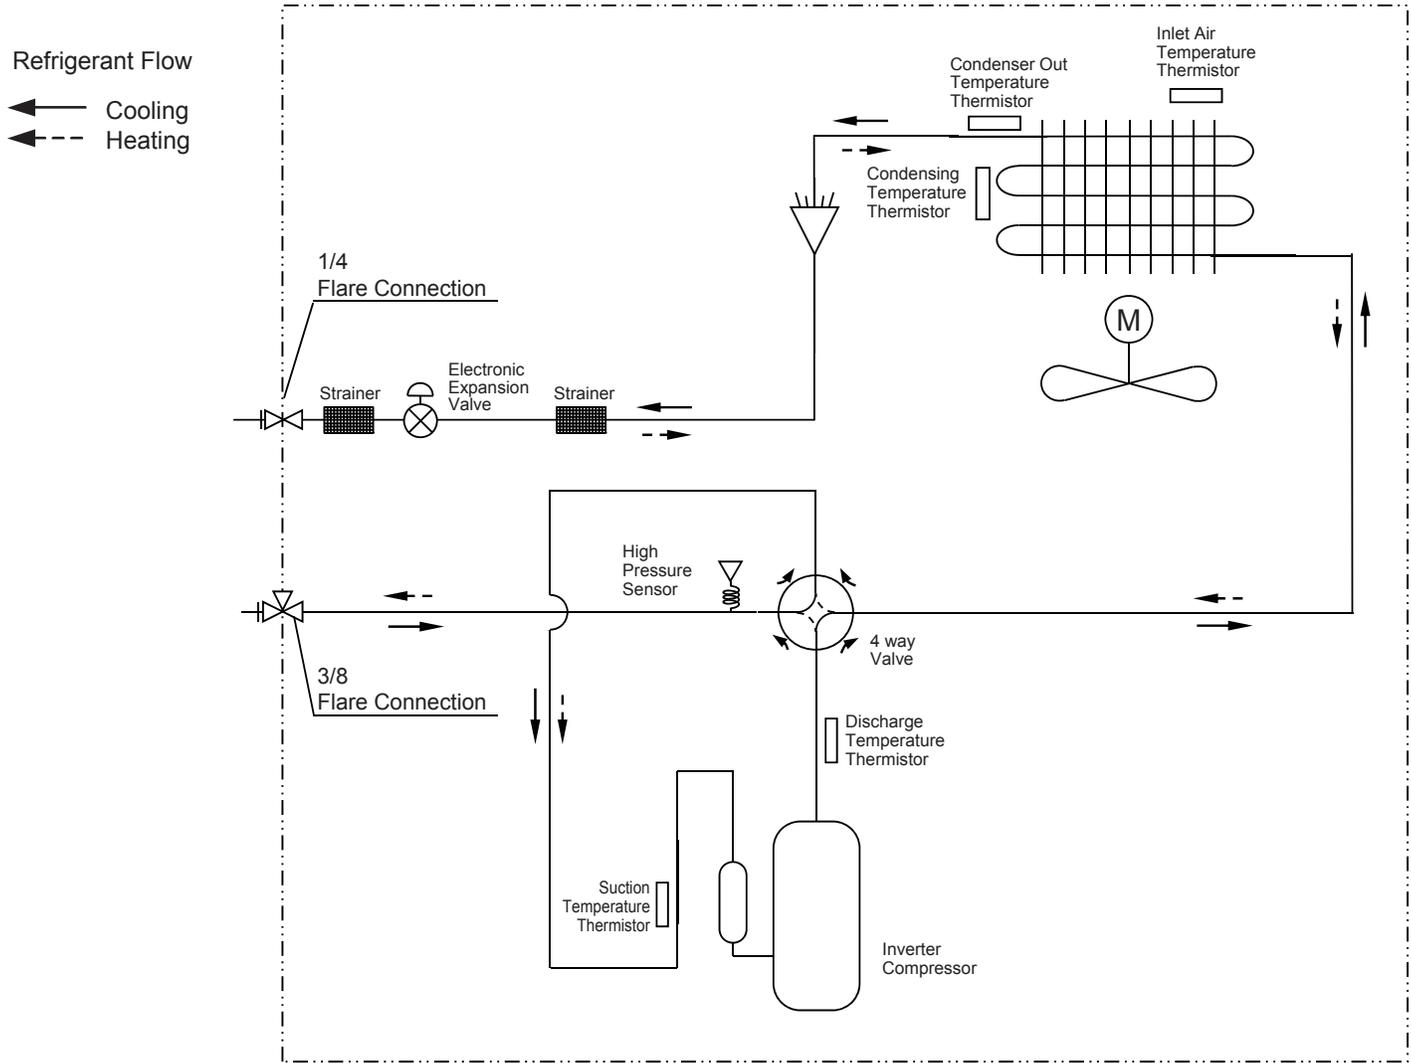 Refrigerant Flow
Cooling
Heating
Inlet Air
Temperature
Thermistor
Condenser Out
Temperature
Thermistor
Condensing
Temperature
Thermistor
1/4
Flare Connection
M
Strainer
Electronic
Expansion
Valve
Strainer
High
Pressure
Sensor
4 way
Valve
3/8
Flare Connection
Discharge
Temperature
Thermistor
Suction
Temperature
Thermistor
Inverter
Compressor